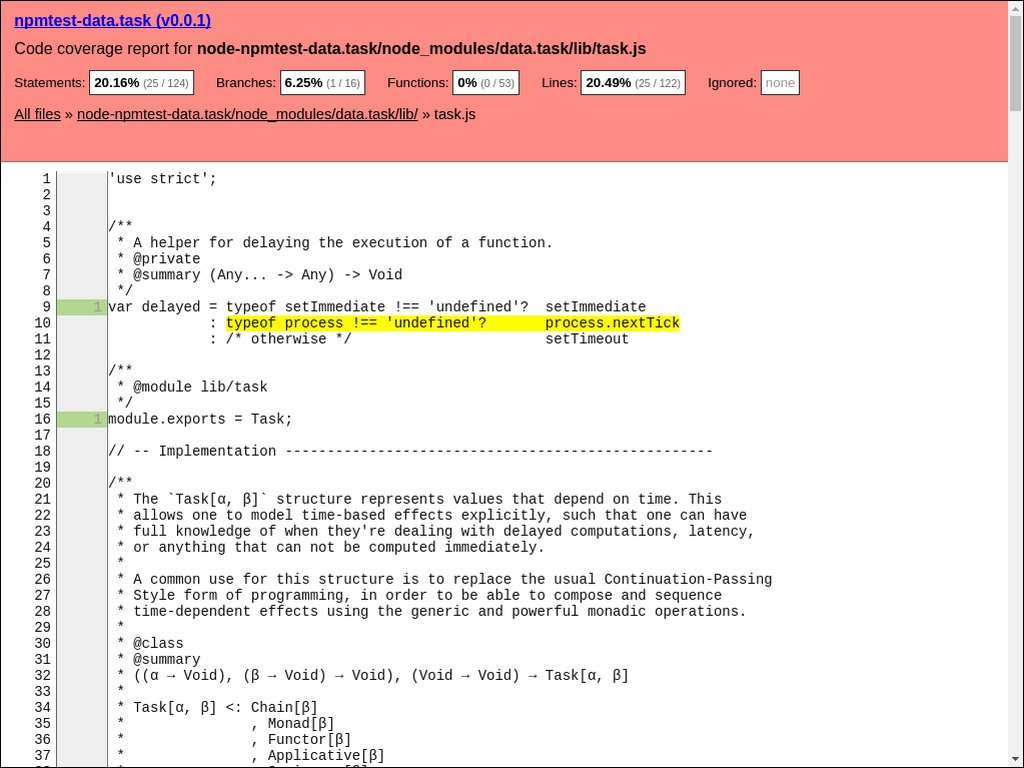 npmtest-data.task (v0.0.1)
Code coverage report for node-npmtest-data.task/node_modules/data.task/lib/task.js
Statements: 20.16% (25 / 124) Branches: 6.25% (1 / 16) Functions: 0% (0 / 53) Lines: 20.49% (25 / 122) Ignored: none
All files » node-npmtest-data.task/node_modules/data.task/lib/ » task.js
1 'use strict';
2
3
4 /**
5  * A helper for delaying the execution of a function.
6  * @private
7  * @summary (Any... -> Any) -> Void
8  */
9 1 var delayed = typeof setImmediate !== 'undefined'?  setImmediate
10             : typeof process !== 'undefined'?       process.nextTick
11             : /* otherwise */                       setTimeout
12
13 /**
14  * @module lib/task
15  */
16 1 module.exports = Task;
17
18 // -- Implementation ---------------------------------------------------
19
20 /**
21  * The `Task[α, β]` structure represents values that depend on time. This
22  * allows one to model time-based effects explicitly, such that one can have
23  * full knowledge of when they're dealing with delayed computations, latency,
24  * or anything that can not be computed immediately.
25  *
26  * A common use for this structure is to replace the usual Continuation-Passing
27  * Style form of programming, in order to be able to compose and sequence
28  * time-dependent effects using the generic and powerful monadic operations.
29  *
30  * @class
31  * @summary
32  * ((α → Void), (β → Void) → Void), (Void → Void) → Task[α, β]
33  *
34  * Task[α, β] <: Chain[β]
35  *               , Monad[β]
36  *               , Functor[β]
37  *               , Applicative[β]